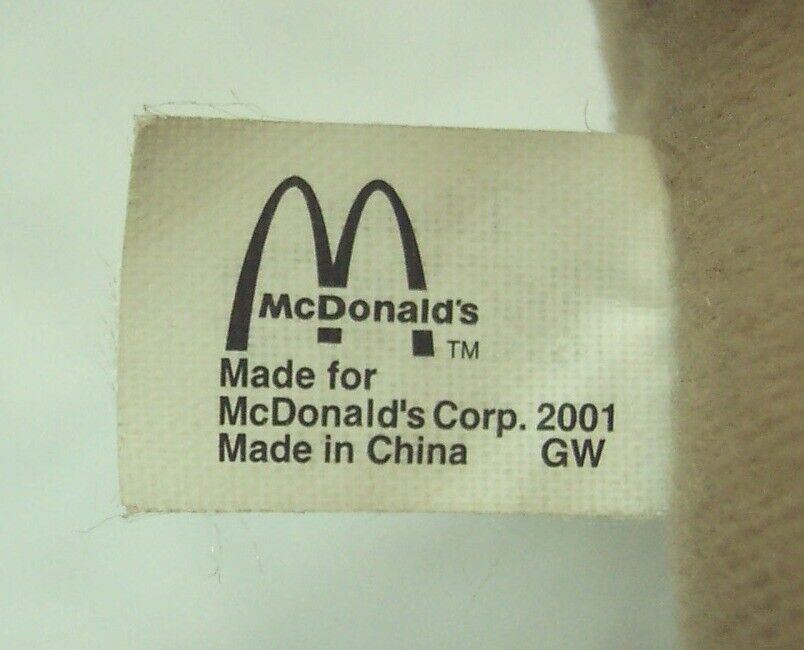 McDonald's
TM
Made for
McDonald's Corp. 2001
Made in China GW